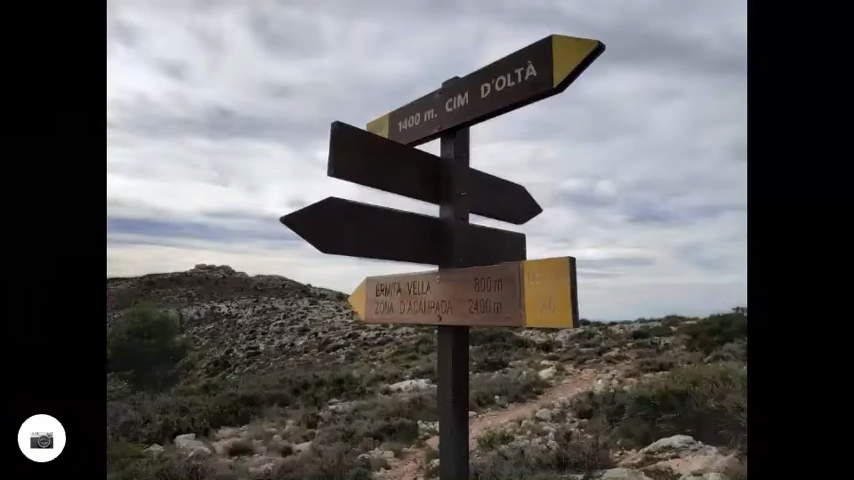 1400 m. CIM D'OLTÀ
ERMITA VELLA 800 m
ZONA D'ACAMPADA 2400 m